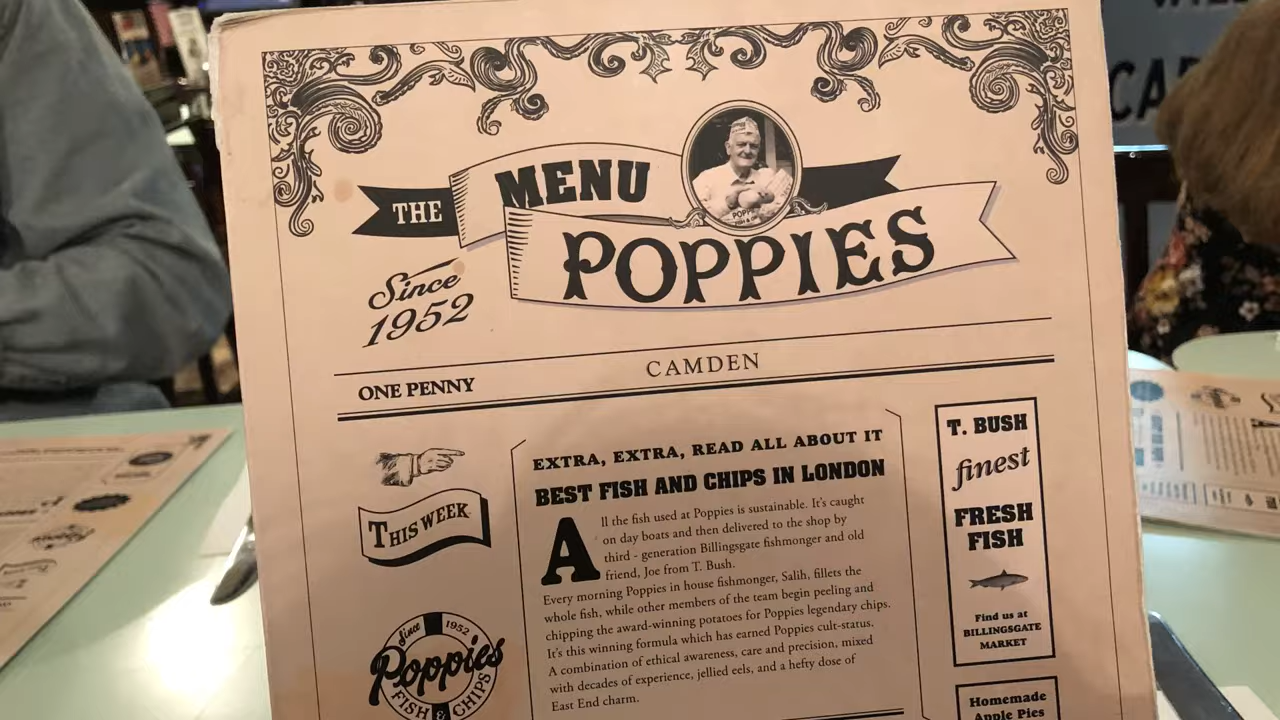 THE MENU
POPPIES
Since
1952
CAMDEN
ONE PENNY
THIS WEEK
Since 1952
Poppies
FISH & CHIPS
EXTRA, EXTRA, READ ALL ABOUT IT
BEST FISH AND CHIPS IN LONDON
All the fish used at Poppies is sustainable. It's caught
on day boats and then delivered to the shop by
third - generation Billingsgate fishmonger and old
friend, Joe from T. Bush.
Every morning Poppies in house fishmonger, Salih, fillets the
whole fish, while other members of the team begin peeling and
chipping the award-winning potatoes for Poppies legendary chips.
It's this winning formula which has earned Poppies cult-status.
A combination of ethical awareness, care and precision, mixed
with decades of experience, jellied eels, and a hefty dose of
East End charm.
T. BUSH
finest
FRESH
FISH
Find us at
BILLINGSGATE
MARKET
Homemade
Apple Pies